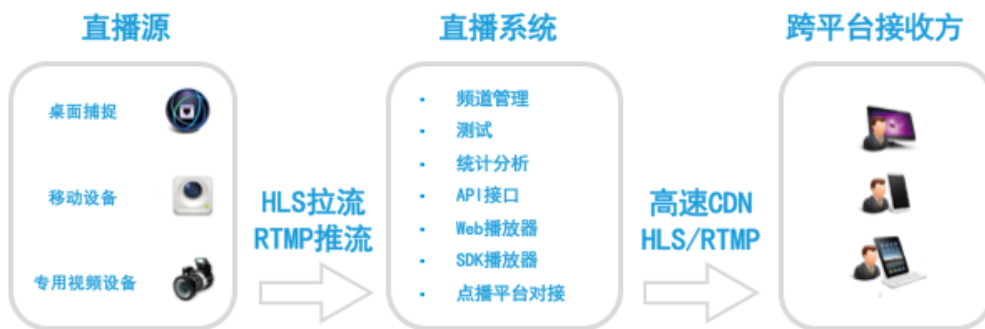 直播源
直播系统
跨平台接收方
桌面捕捉
移动设备
专用视频设备
HLS拉流
RTMP推流
· 频道管理
· 测试
· 统计分析
· API接口
· Web播放器
· SDK播放器
· 点播平台对接
高速CDN
HLS/RTMP